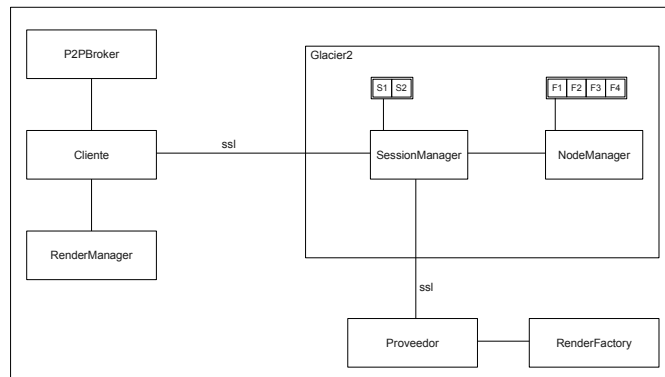 P2PBroker
Glacier2
S1 S2
F1 F2 F3 F4
Cliente
ssl
SessionManager
NodeManager
RenderManager
ssl
Proveedor
RenderFactory